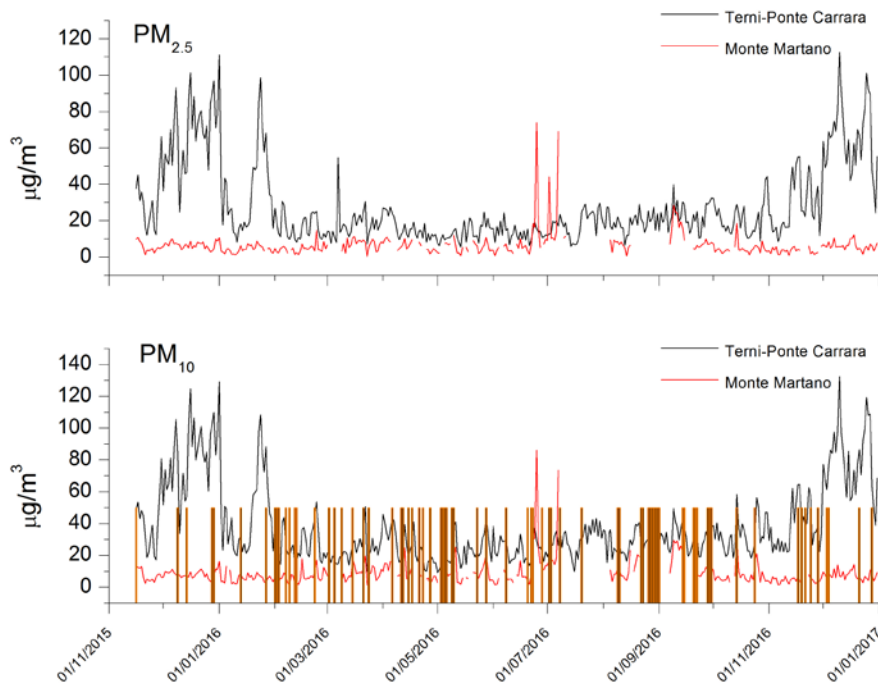 PM2.5
Terni-Ponte Carrara
Monte Martano
120
100
80
60
40
20
0
µg/m3
PM10
Terni-Ponte Carrara
Monte Martano
140
120
100
80
60
40
20
0
µg/m3
01/11/2015
01/01/2016
01/03/2016
01/05/2016
01/07/2016
01/09/2016
01/11/2016
01/01/2017